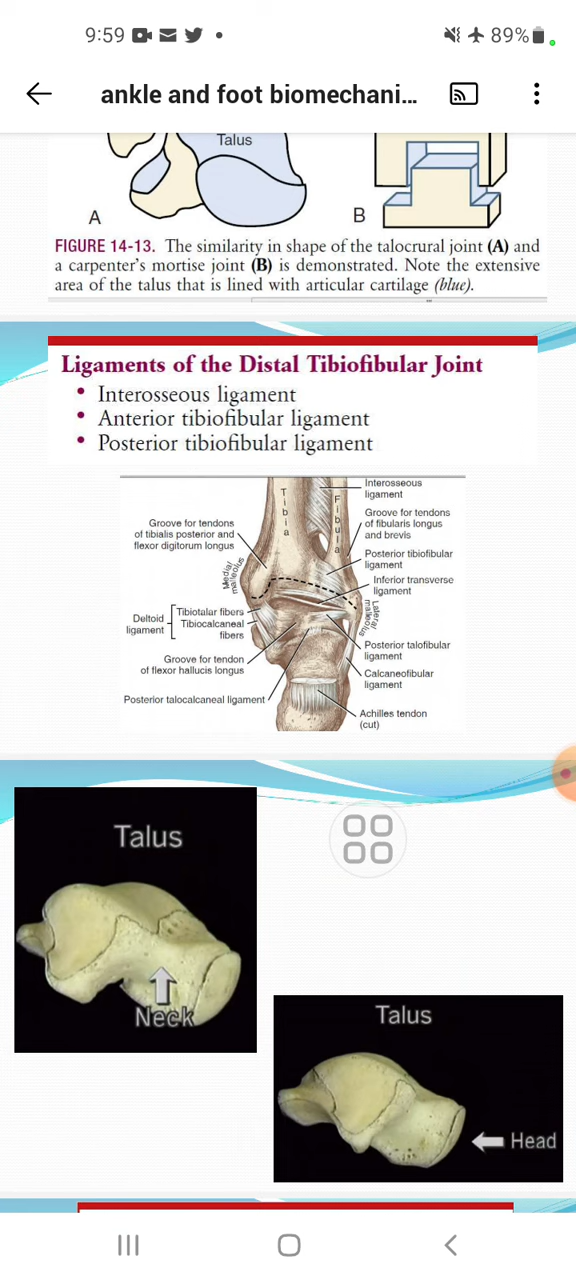 9:59
89%
ankle and foot biomechani...
Talus
A
B
FIGURE 14-13. The similarity in shape of the talocrural joint (A) and
a carpenter's mortise joint (B) is demonstrated. Note the extensive
area of the talus that is lined with articular cartilage (blue).
Ligaments of the Distal Tibiofibular Joint
• Interosseous ligament
• Anterior tibiofibular ligament
• Posterior tibiofibular ligament
Tibia
Fibula
Interosseous
ligament
Groove for tendons
of fibularis longus
and brevis
Groove for tendons
of tibialis posterior and
flexor digitorum longus
Posterior tibiofibular
ligament
Medial
malleolus
Inferior transverse
ligament
Lateral
malleolus
Deltoid
ligament
Tibiotalar fibers
Tibiocalcaneal
fibers
Posterior talofibular
ligament
Groove for tendon
of flexor hallucis longus
Calcaneofibular
ligament
Posterior talocalcaneal ligament
Achilles tendon
(cut)
Talus
Neck
Talus
Head